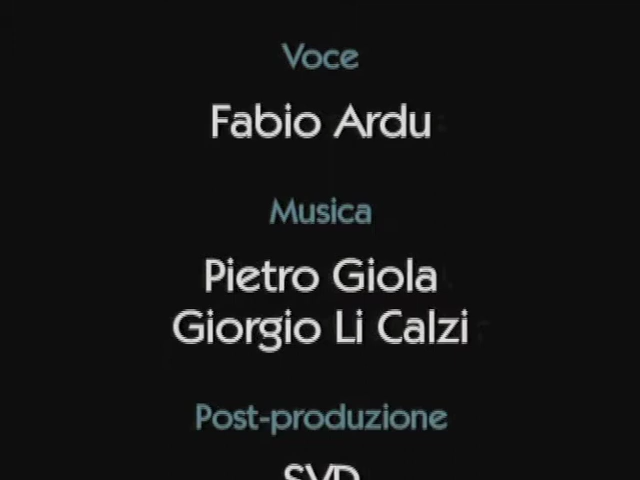 Voce
Fabio Ardu
Musica
Pietro Giola
Giorgio Li Calzi
Post-produzione